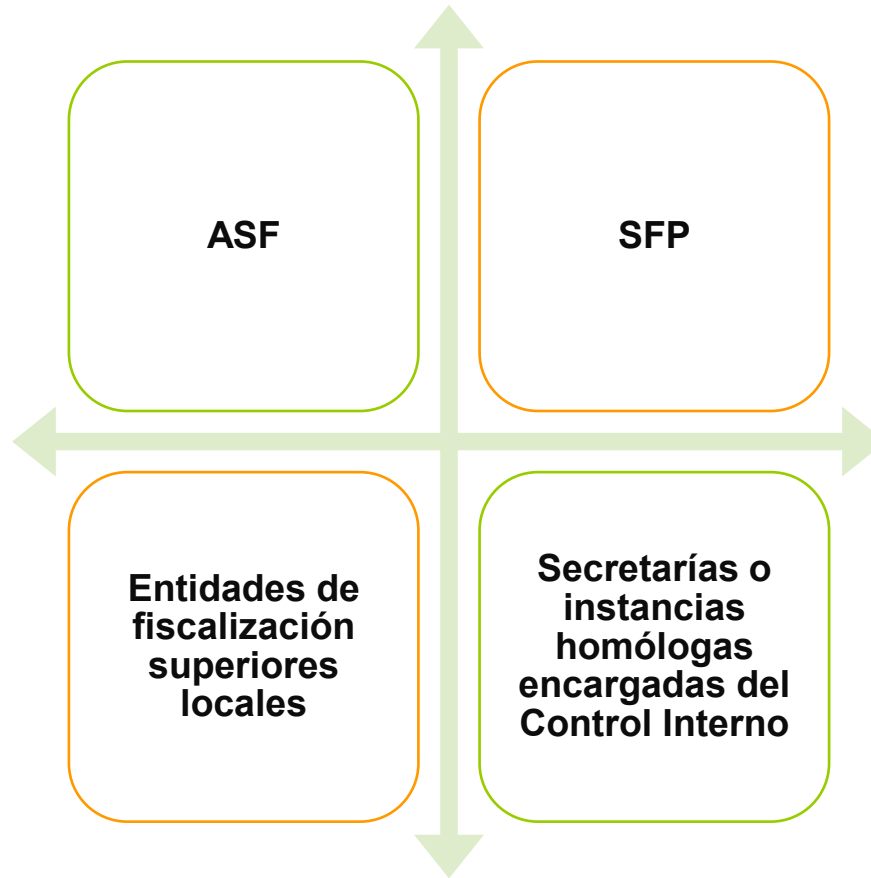 ASF
SFP
Entidades de
fiscalización
superiores
locales
Secretarías o
instancias
homólogas
encargadas del
Control Interno